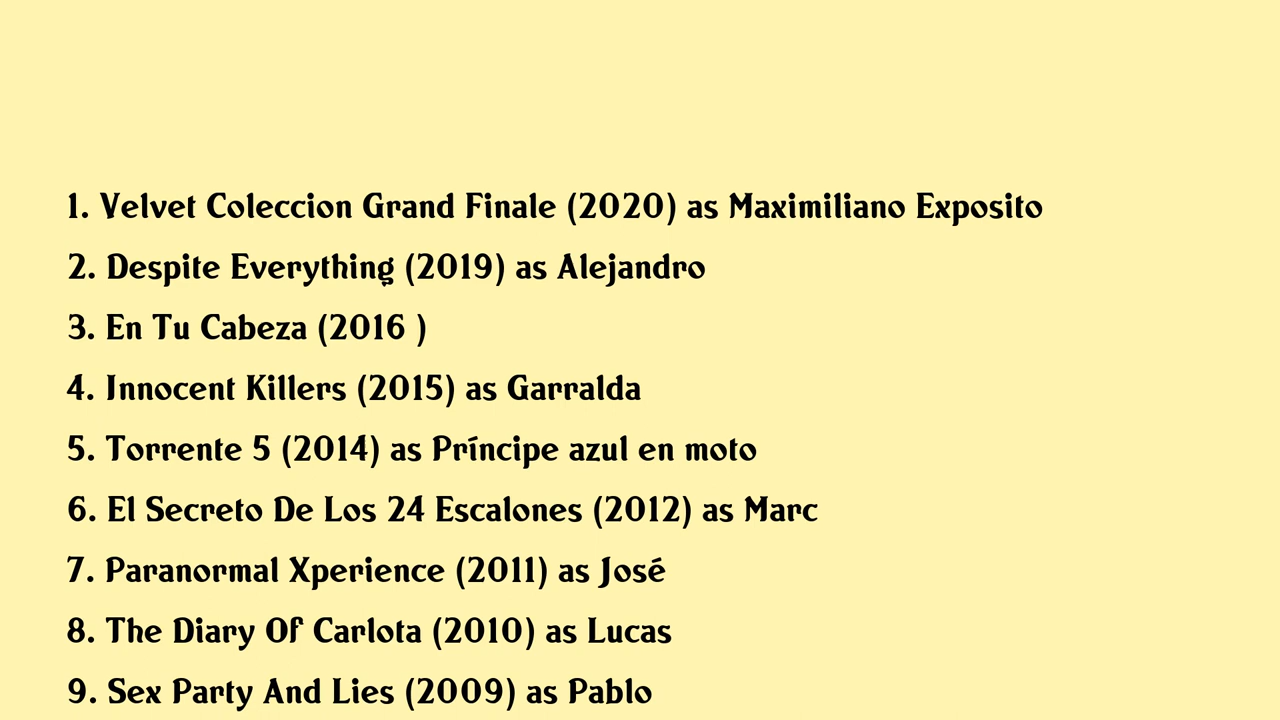 1. Velvet Coleccion Grand Finale (2020) as Maximiliano Exposito
2. Despite Everything (2019) as Alejandro
3. En Tu Cabeza (2016 )
4. Innocent Killers (2015) as Garralda
5. Torrente 5 (2014) as Príncipe azul en moto
6. El Secreto De Los 24 Escalones (2012) as Marc
7. Paranormal Xperience (2011) as José
8. The Diary Of Carlota (2010) as Lucas
9. Sex Party And Lies (2009) as Pablo